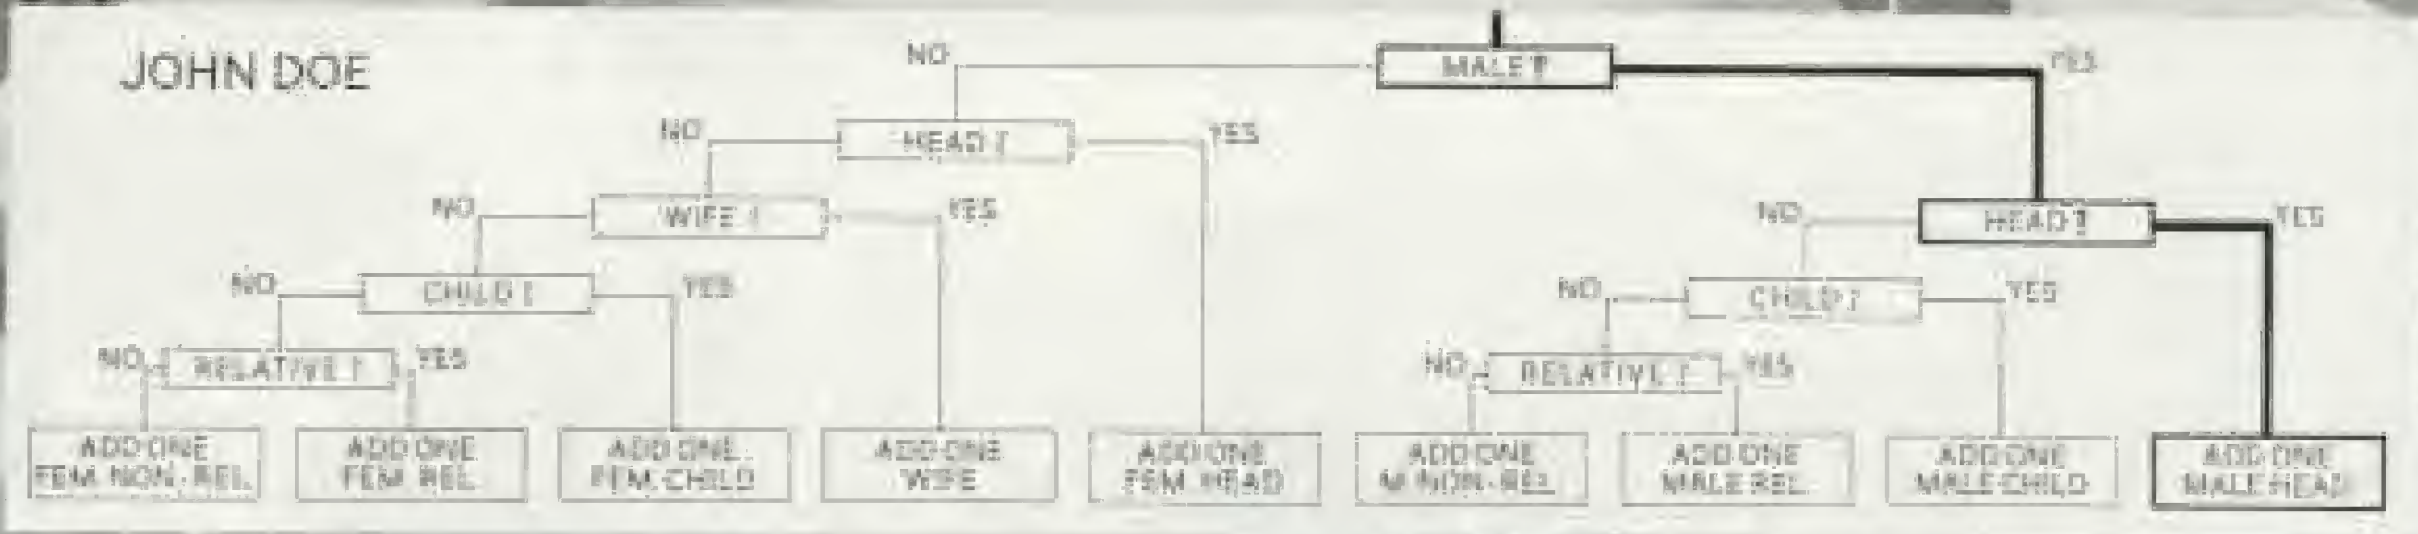 JOHN DOE
NO
MALE?
YES
NO
HEAD?
YES
NO
WIFE?
YES
NO
HEAD?
YES
NO
CHILD?
YES
NO
CHILD?
YES
NO
RELATIVE?
YES
NO
RELATIVE?
YES
ADD ONE
FEM. NON-REL.
ADD ONE
FEM. REL.
ADD ONE
FEM. CHILD
ADD ONE
WIFE
ADD ONE
FEM. HEAD
ADD ONE
M. NON-REL.
ADD ONE
MALE REL.
ADD ONE
MALE CHILD
ADD ONE
MALE HEAD